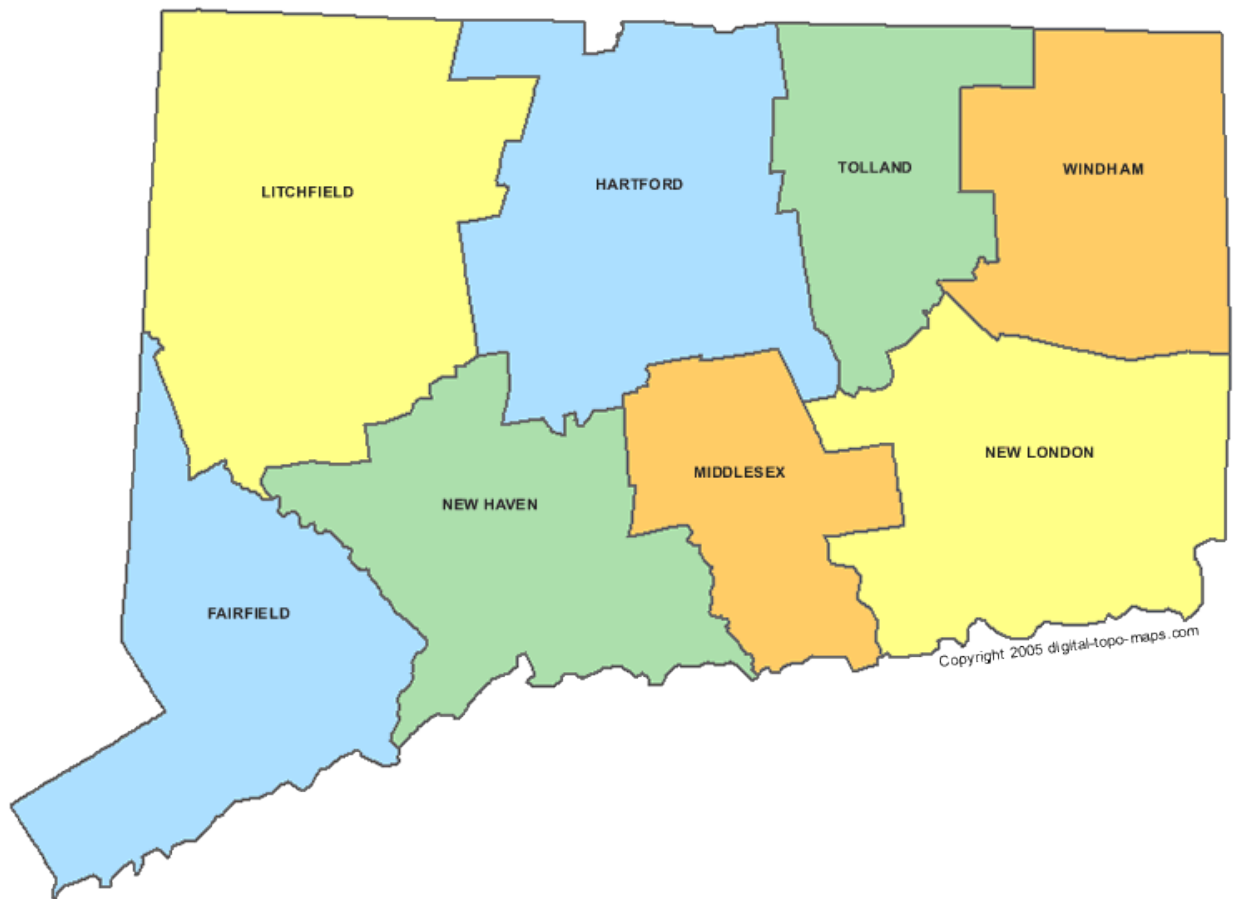 LITCHFIELD
HARTFORD
TOLLAND
WINDHAM
NEW HAVEN
MIDDLESEX
NEW LONDON
FAIRFIELD
Copyright 2005 digital-topo-maps.com